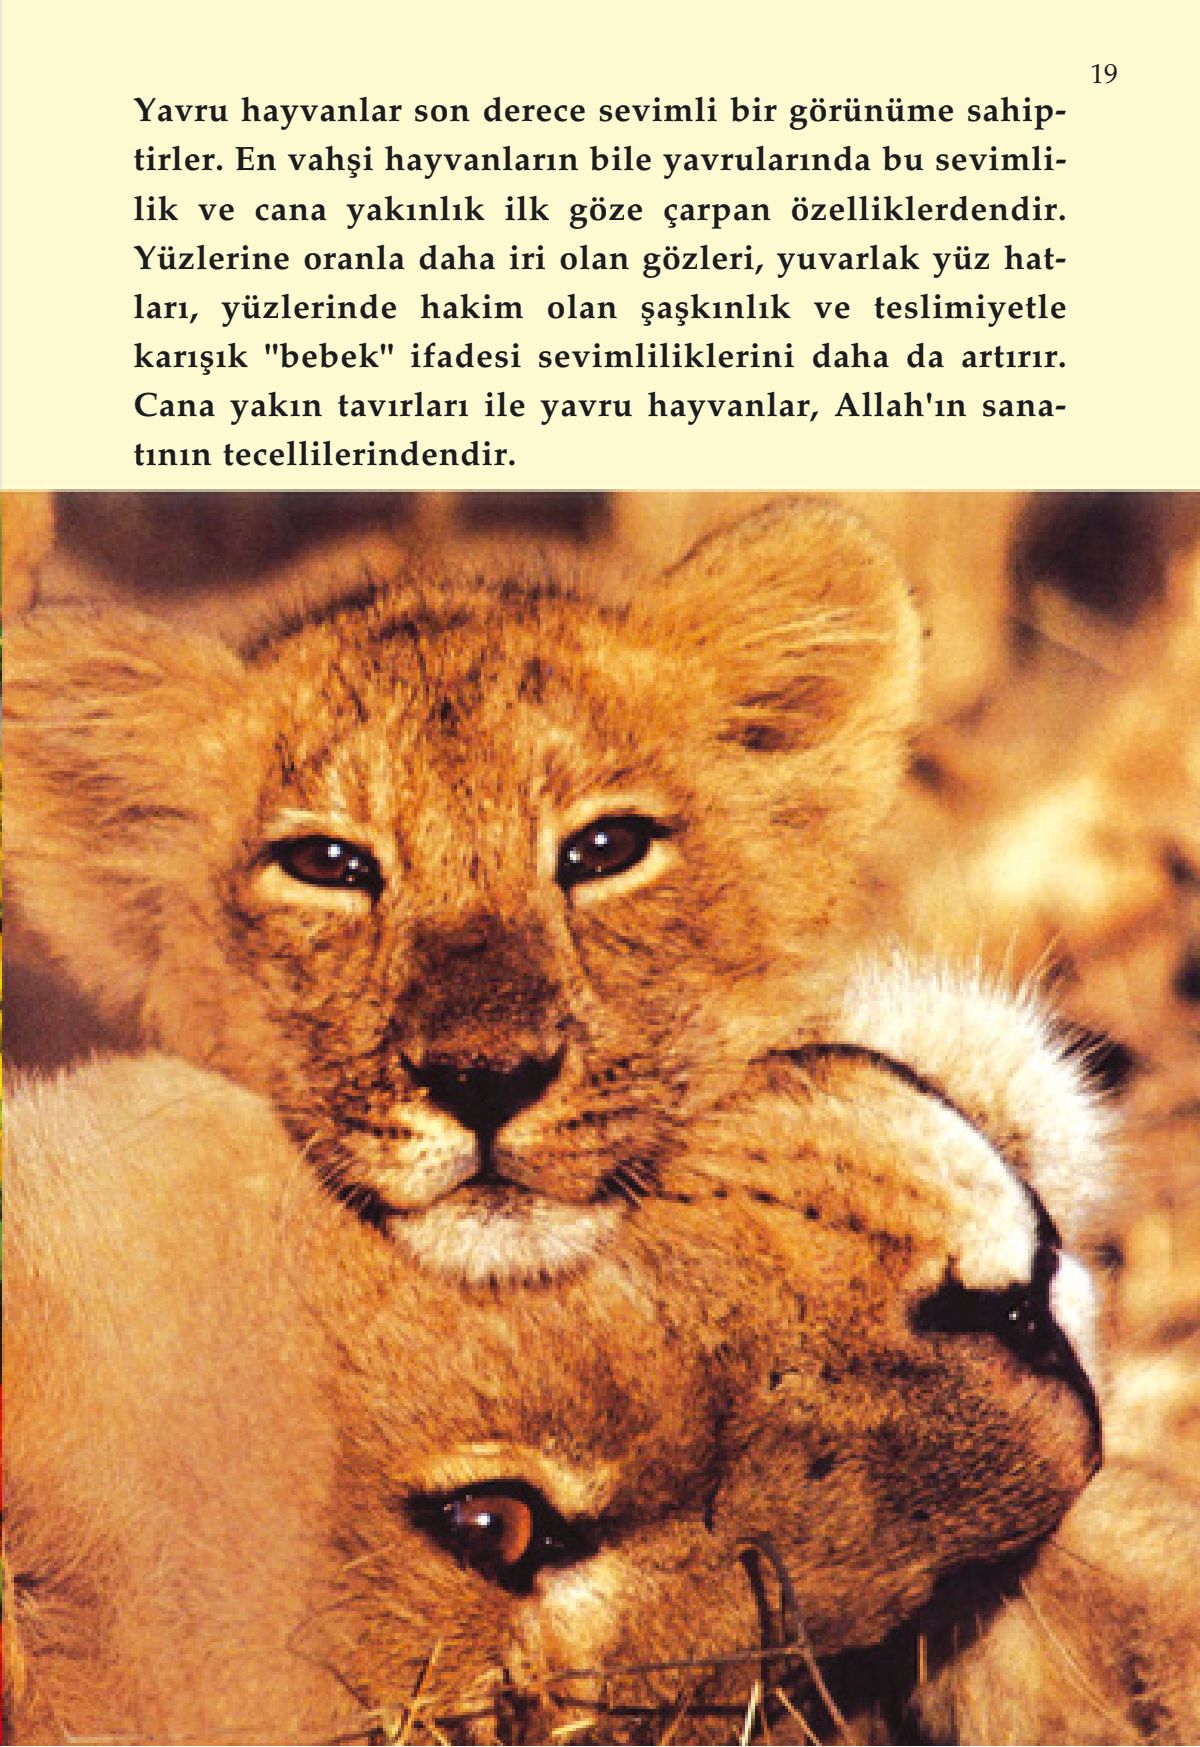 19
Yavru hayvanlar son derece sevimli bir görünüme sahip-
tirler. En vahşi hayvanların bile yavrularında bu sevimli-
lik ve cana yakınlık ilk göze çarpan özelliklerdendir.
Yüzlerine oranla daha iri olan gözleri, yuvarlak yüz hat-
ları, yüzlerinde hakim olan şaşkınlık ve teslimiyetle
karışık "bebek" ifadesi sevimliliklerini daha da artırır.
Cana yakın tavırları ile yavru hayvanlar, Allah'ın sana-
tının tecellilerindendir.